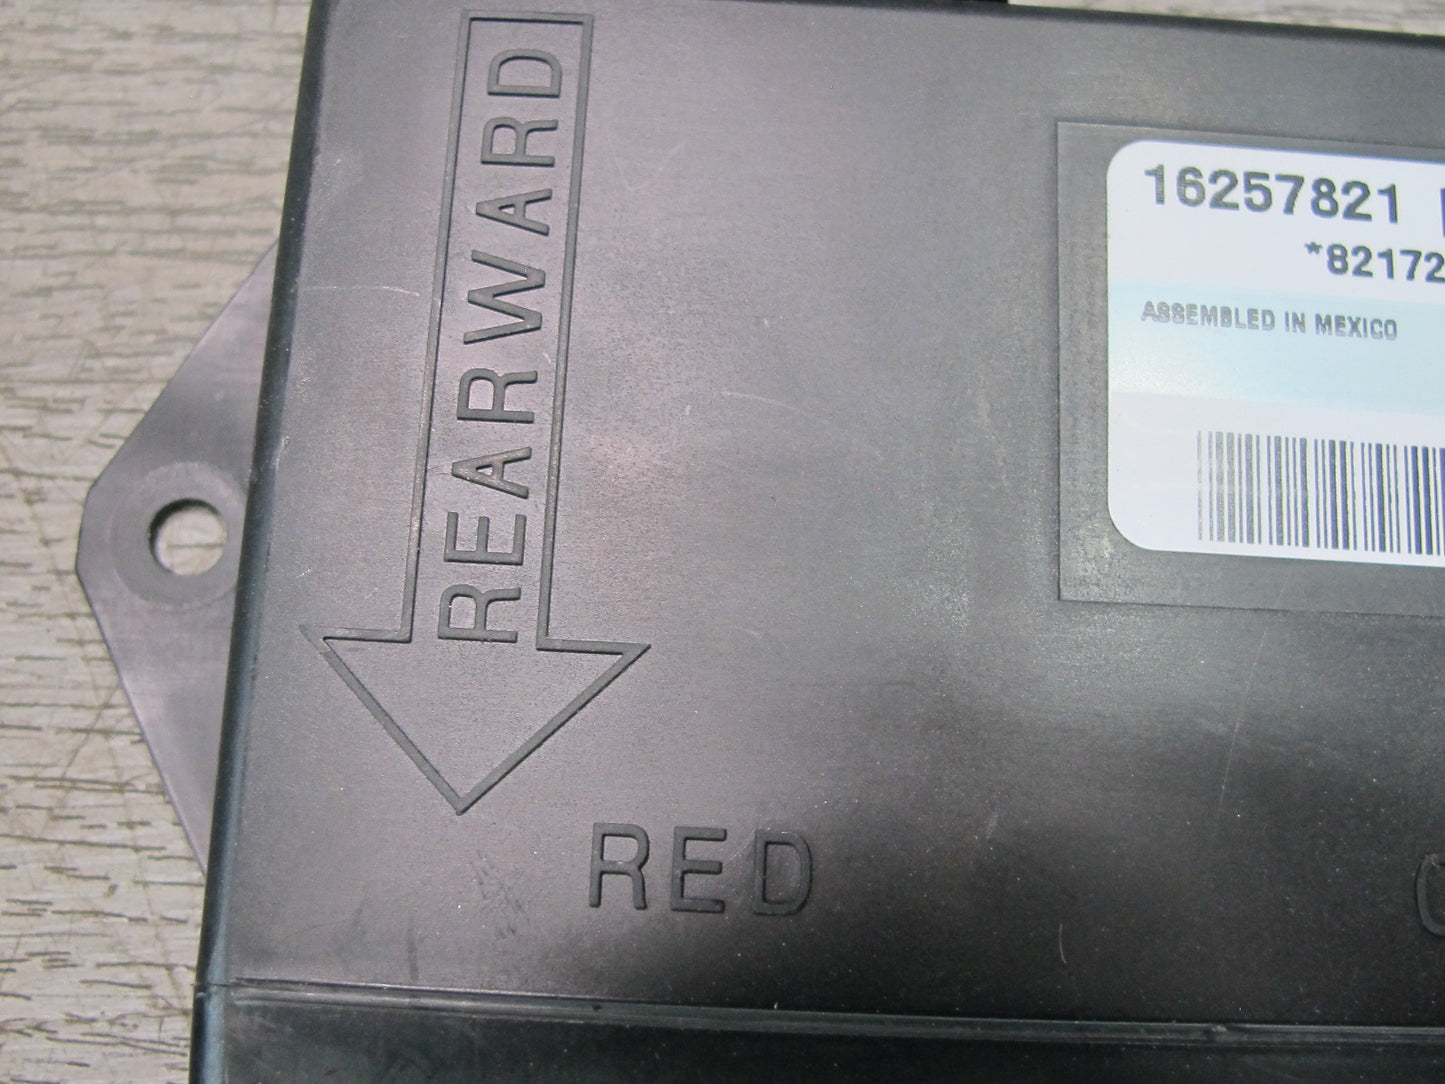 REARWARD
16257821
*82172
ASSEMBLED IN MEXICO
RED